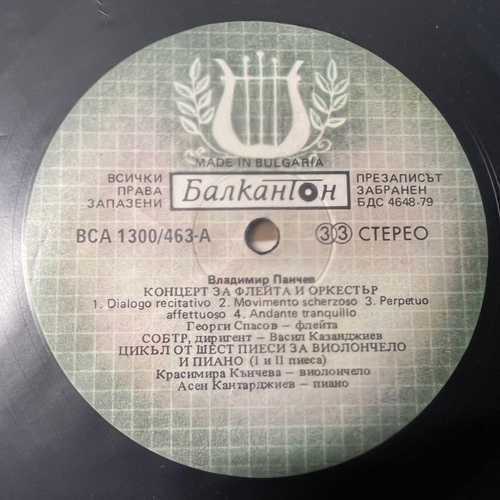 MADE IN BULGARIA
ВСИЧКИ ПРАВА ЗАПАЗЕНИ
Балкантон
ПРЕЗАПИСЪТ ЗАБРАНЕН
БДС 4648-79
ВСА 1300/463-А
33 СТЕРЕО
Владимир Панчев
КОНЦЕРТ ЗА ФЛЕЙТА И ОРКЕСТЪР
1. Dialogo recitativo 2. Movimento scherzoso 3. Perpetuo
affettuoso 4. Andante tranquillo
Георги Спасов – флейта
СОБТР, диригент – Васил Казанджиев
ЦИКЪЛ ОТ ШЕСТ ПИЕСИ ЗА ВИОЛОНЧЕЛО
И ПИАНО (I и II пиеса)
Красимира Кънчева – виолончело
Асен Кантарджиев – пиано